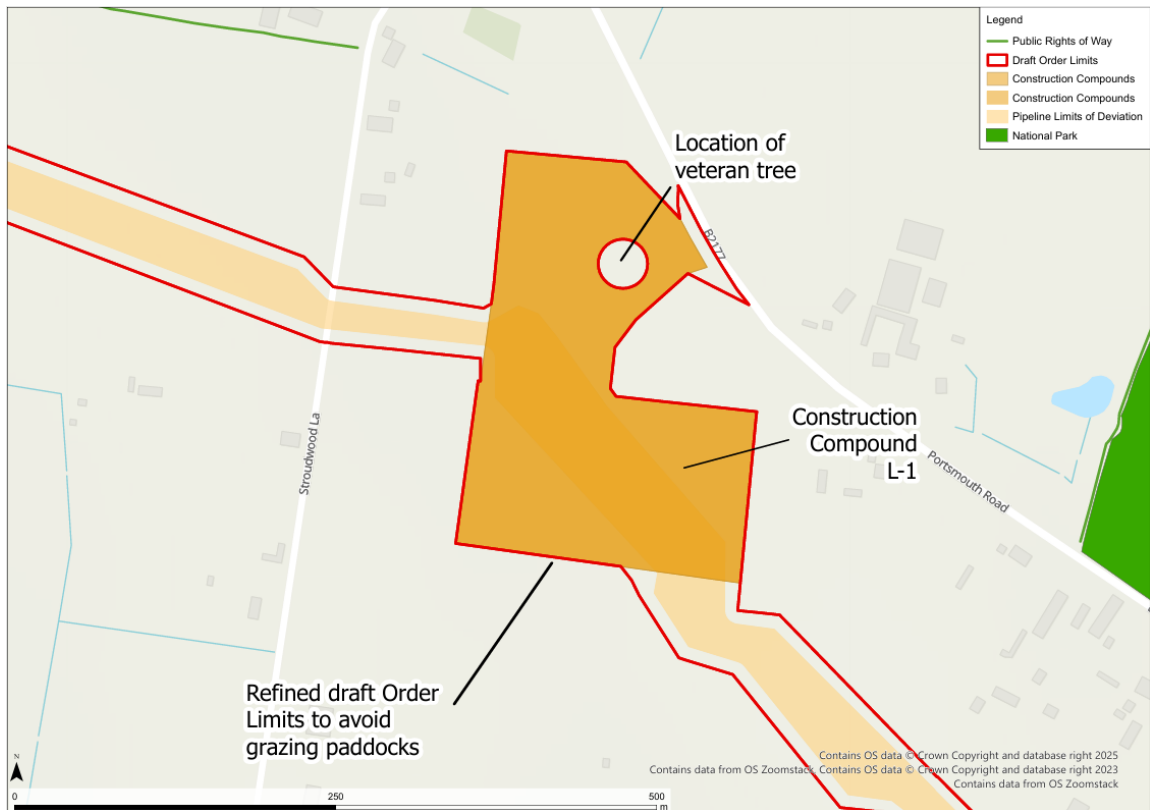 Legend
Public Rights of Way
Draft Order Limits
Construction Compounds
Construction Compounds
Pipeline Limits of Deviation
National Park
Location of
veteran tree
B2177
Construction
Compound
L-1
Portsmouth Road
Stroudwood La
Refined draft Order
Limits to avoid
grazing paddocks
Contains OS data © Crown Copyright and database right 2025
Contains data from OS Zoomstack, Contains OS data © Crown Copyright and database right 2023
Contains data from OS Zoomstack
N
0
250
500
m